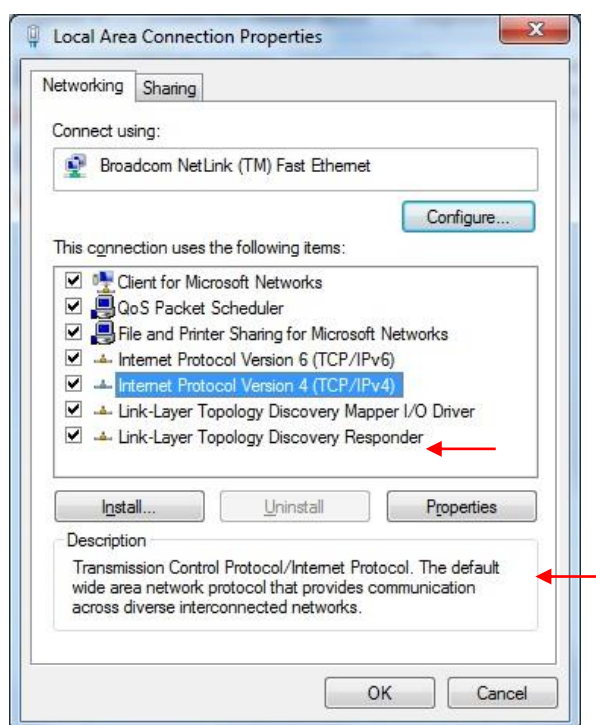 Local Area Connection Properties
Networking Sharing
Connect using:
Broadcom NetLink (TM) Fast Ethernet
Configure...
This connection uses the following items:
Client for Microsoft Networks
QoS Packet Scheduler
File and Printer Sharing for Microsoft Networks
Internet Protocol Version 6 (TCP/IPv6)
Internet Protocol Version 4 (TCP/IPv4)
Link-Layer Topology Discovery Mapper I/O Driver
Link-Layer Topology Discovery Responder
Install... Uninstall Properties
Description
Transmission Control Protocol/Internet Protocol. The default
wide area network protocol that provides communication
across diverse interconnected networks.
OK Cancel